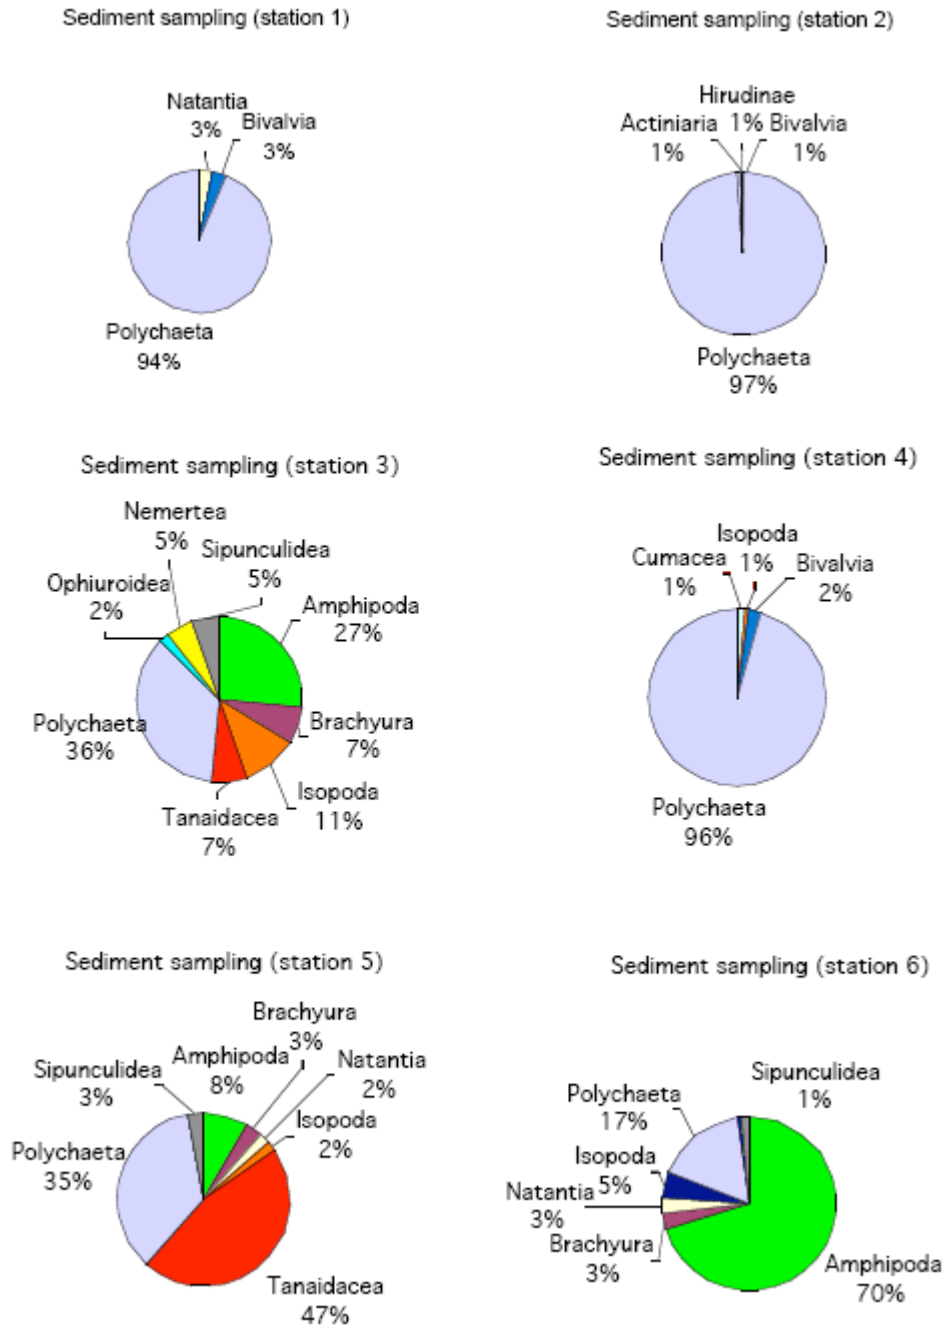 Sediment sampling (station 1)
Natantia
3%
Bivalvia
3%
Polychaeta
94%
Sediment sampling (station 2)
Hirudinae
1%
Actiniaria
1%
Bivalvia
1%
Polychaeta
97%
Sediment sampling (station 3)
Nemertea
5%
Sipunculidea
5%
Ophiuroidea
2%
Amphipoda
27%
Polychaeta
36%
Brachyura
7%
Isopoda
11%
Tanaidacea
7%
Sediment sampling (station 4)
Isopoda
1%
Cumacea
1%
Bivalvia
2%
Polychaeta
96%
Sediment sampling (station 5)
Brachyura
3%
Amphipoda
8%
Natantia
2%
Sipunculidea
3%
Isopoda
2%
Polychaeta
35%
Tanaidacea
47%
Sediment sampling (station 6)
Sipunculidea
1%
Polychaeta
17%
Isopoda
5%
Natantia
3%
Brachyura
3%
Amphipoda
70%